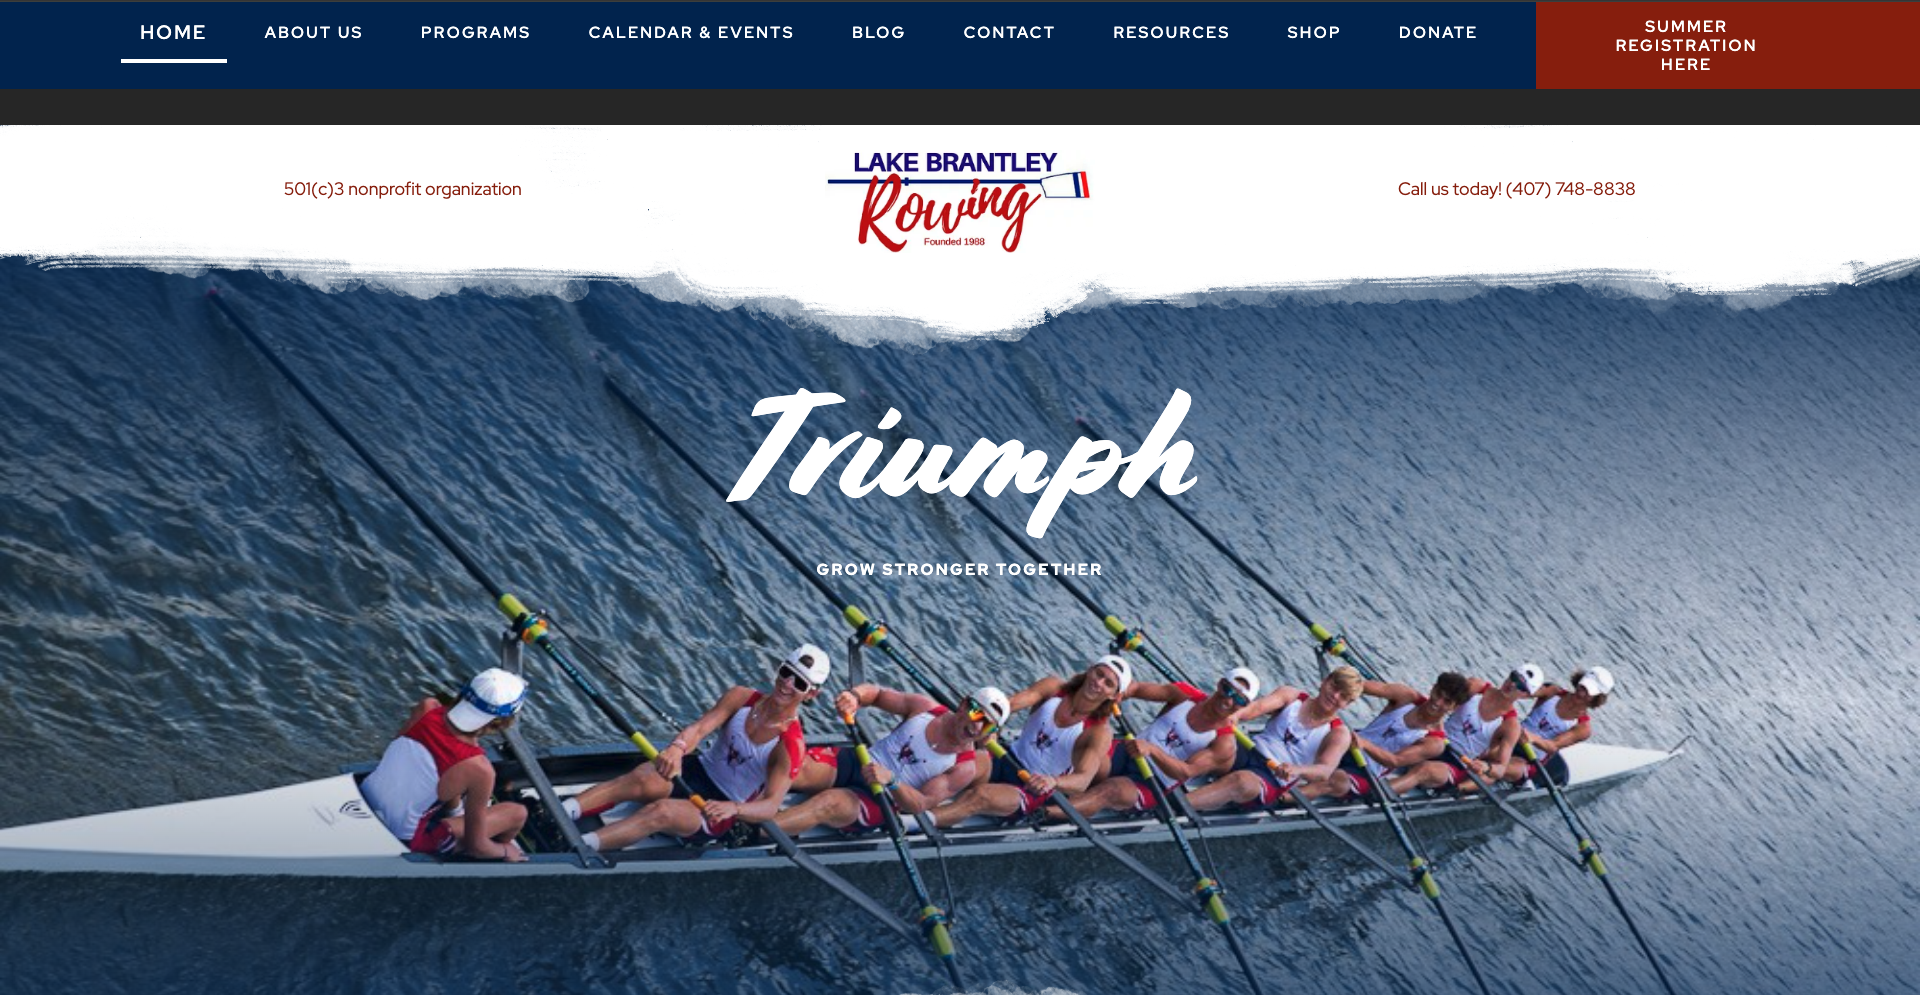 HOME ABOUT US PROGRAMS CALENDAR & EVENTS BLOG CONTACT RESOURCES SHOP DONATE
SUMMER
REGISTRATION
HERE
501(c)3 nonprofit organization
LAKE BRANTLEY
Rowing
Founded 1988
Call us today! (407) 748-8838
Triumph
GROW STRONGER TOGETHER